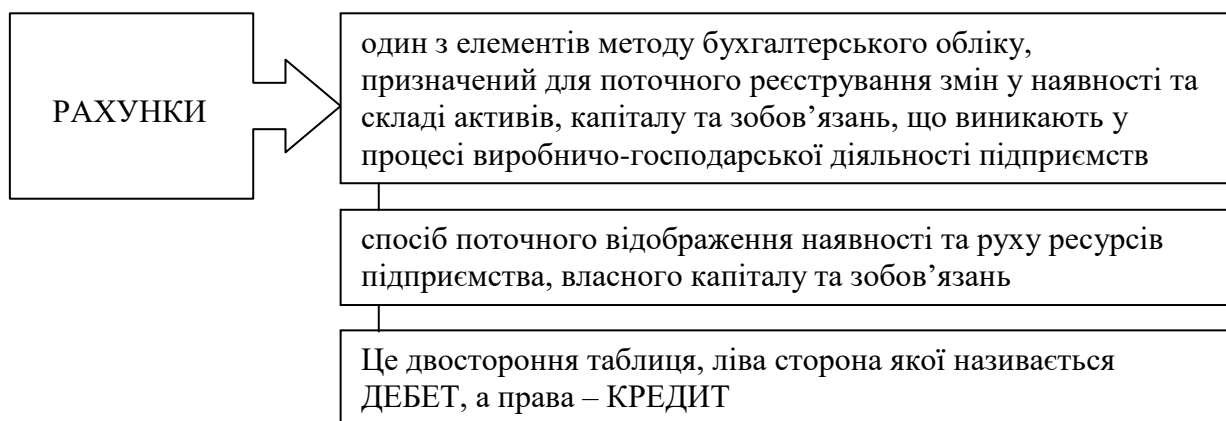 РАХУНКИ
один з елементів методу бухгалтерського обліку,
призначений для поточного реєстрування змін у наявності та
складі активів, капіталу та зобов’язань, що виникають у
процесі виробничо-господарської діяльності підприємств
спосіб поточного відображення наявності та руху ресурсів
підприємства, власного капіталу та зобов’язань
Це двостороння таблиця, ліва сторона якої називається
ДЕБЕТ, а права – КРЕДИТ